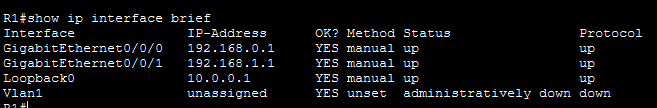 R1#show ip interface brief
Interface              IP-Address      OK? Method Status                Protocol
GigabitEthernet0/0/0   192.168.0.1     YES manual up                    up
GigabitEthernet0/0/1   192.168.1.1     YES manual up                    up
Loopback0              10.0.0.1        YES manual up                    up
Vlan1                  unassigned      YES unset  administratively down down
R1#